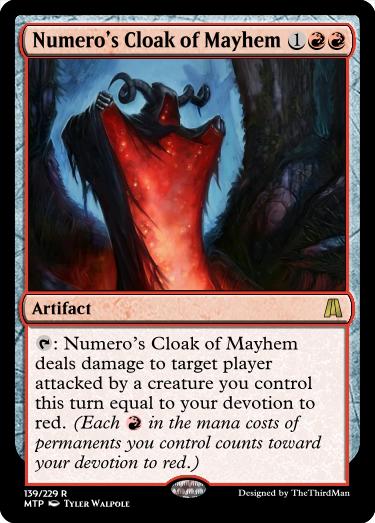 Numero's Cloak of Mayhem 1
Artifact
: Numero's Cloak of Mayhem
deals damage to target player
attacked by a creature you control
this turn equal to your devotion to
red. (Each in the mana costs of
permanents you control counts toward
your devotion to red.)
139/229 R
MTP Tyler Walpole
Designed by TheThirdMan